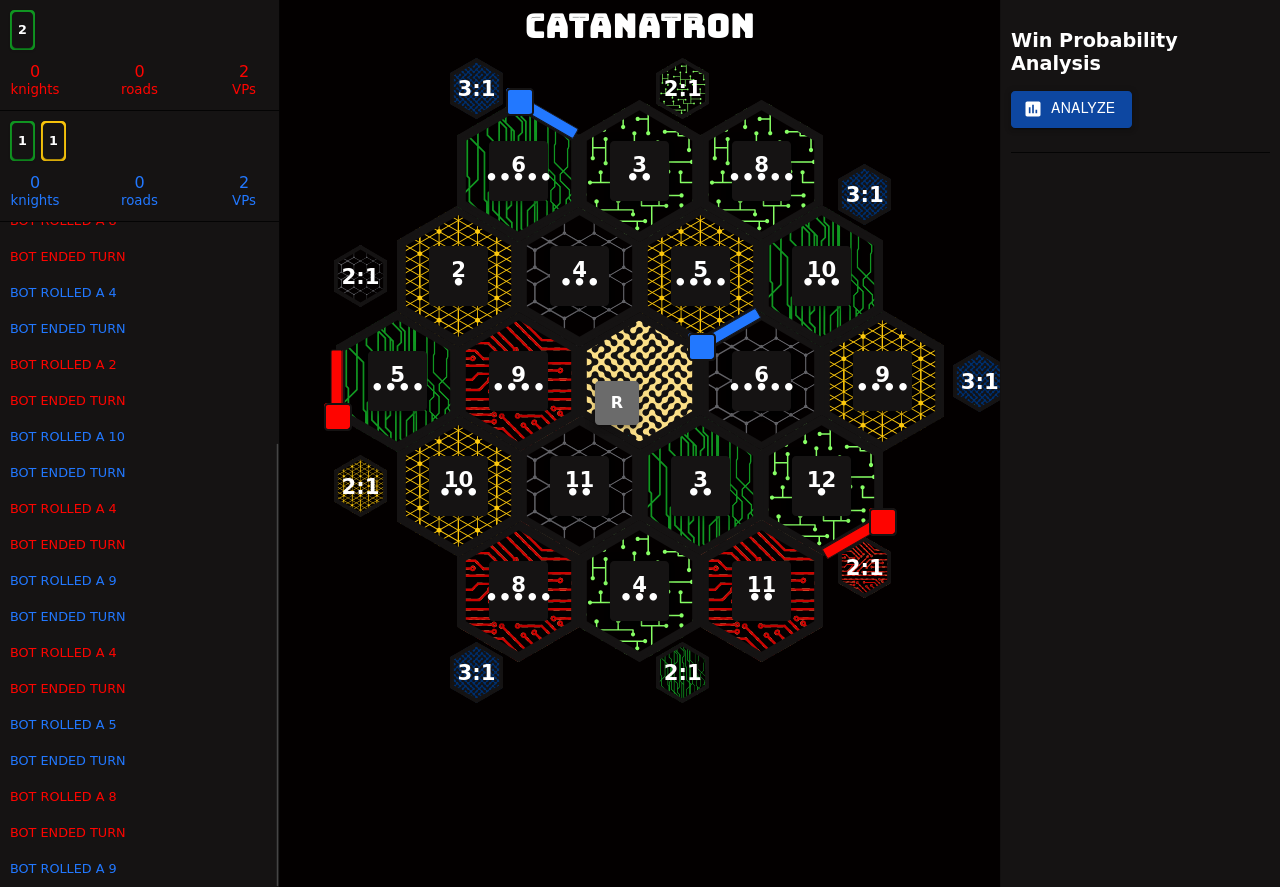 2
0
0
2
knights
roads
VPs
1
1
0
0
2
knights
roads
VPs
BOT ENDED TURN
BOT ROLLED A 4
BOT ENDED TURN
BOT ROLLED A 2
BOT ENDED TURN
BOT ROLLED A 10
BOT ENDED TURN
BOT ROLLED A 4
BOT ENDED TURN
BOT ROLLED A 9
BOT ENDED TURN
BOT ROLLED A 4
BOT ENDED TURN
BOT ROLLED A 5
BOT ENDED TURN
BOT ROLLED A 8
BOT ENDED TURN
BOT ROLLED A 9
CATANATRON
3:1
2:1
6
3
8
3:1
2:1
2
4
5
10
5
9
R
6
9
3:1
2:1
10
11
3
12
8
4
11
2:1
3:1
2:1
Win Probability
Analysis
ANALYZE